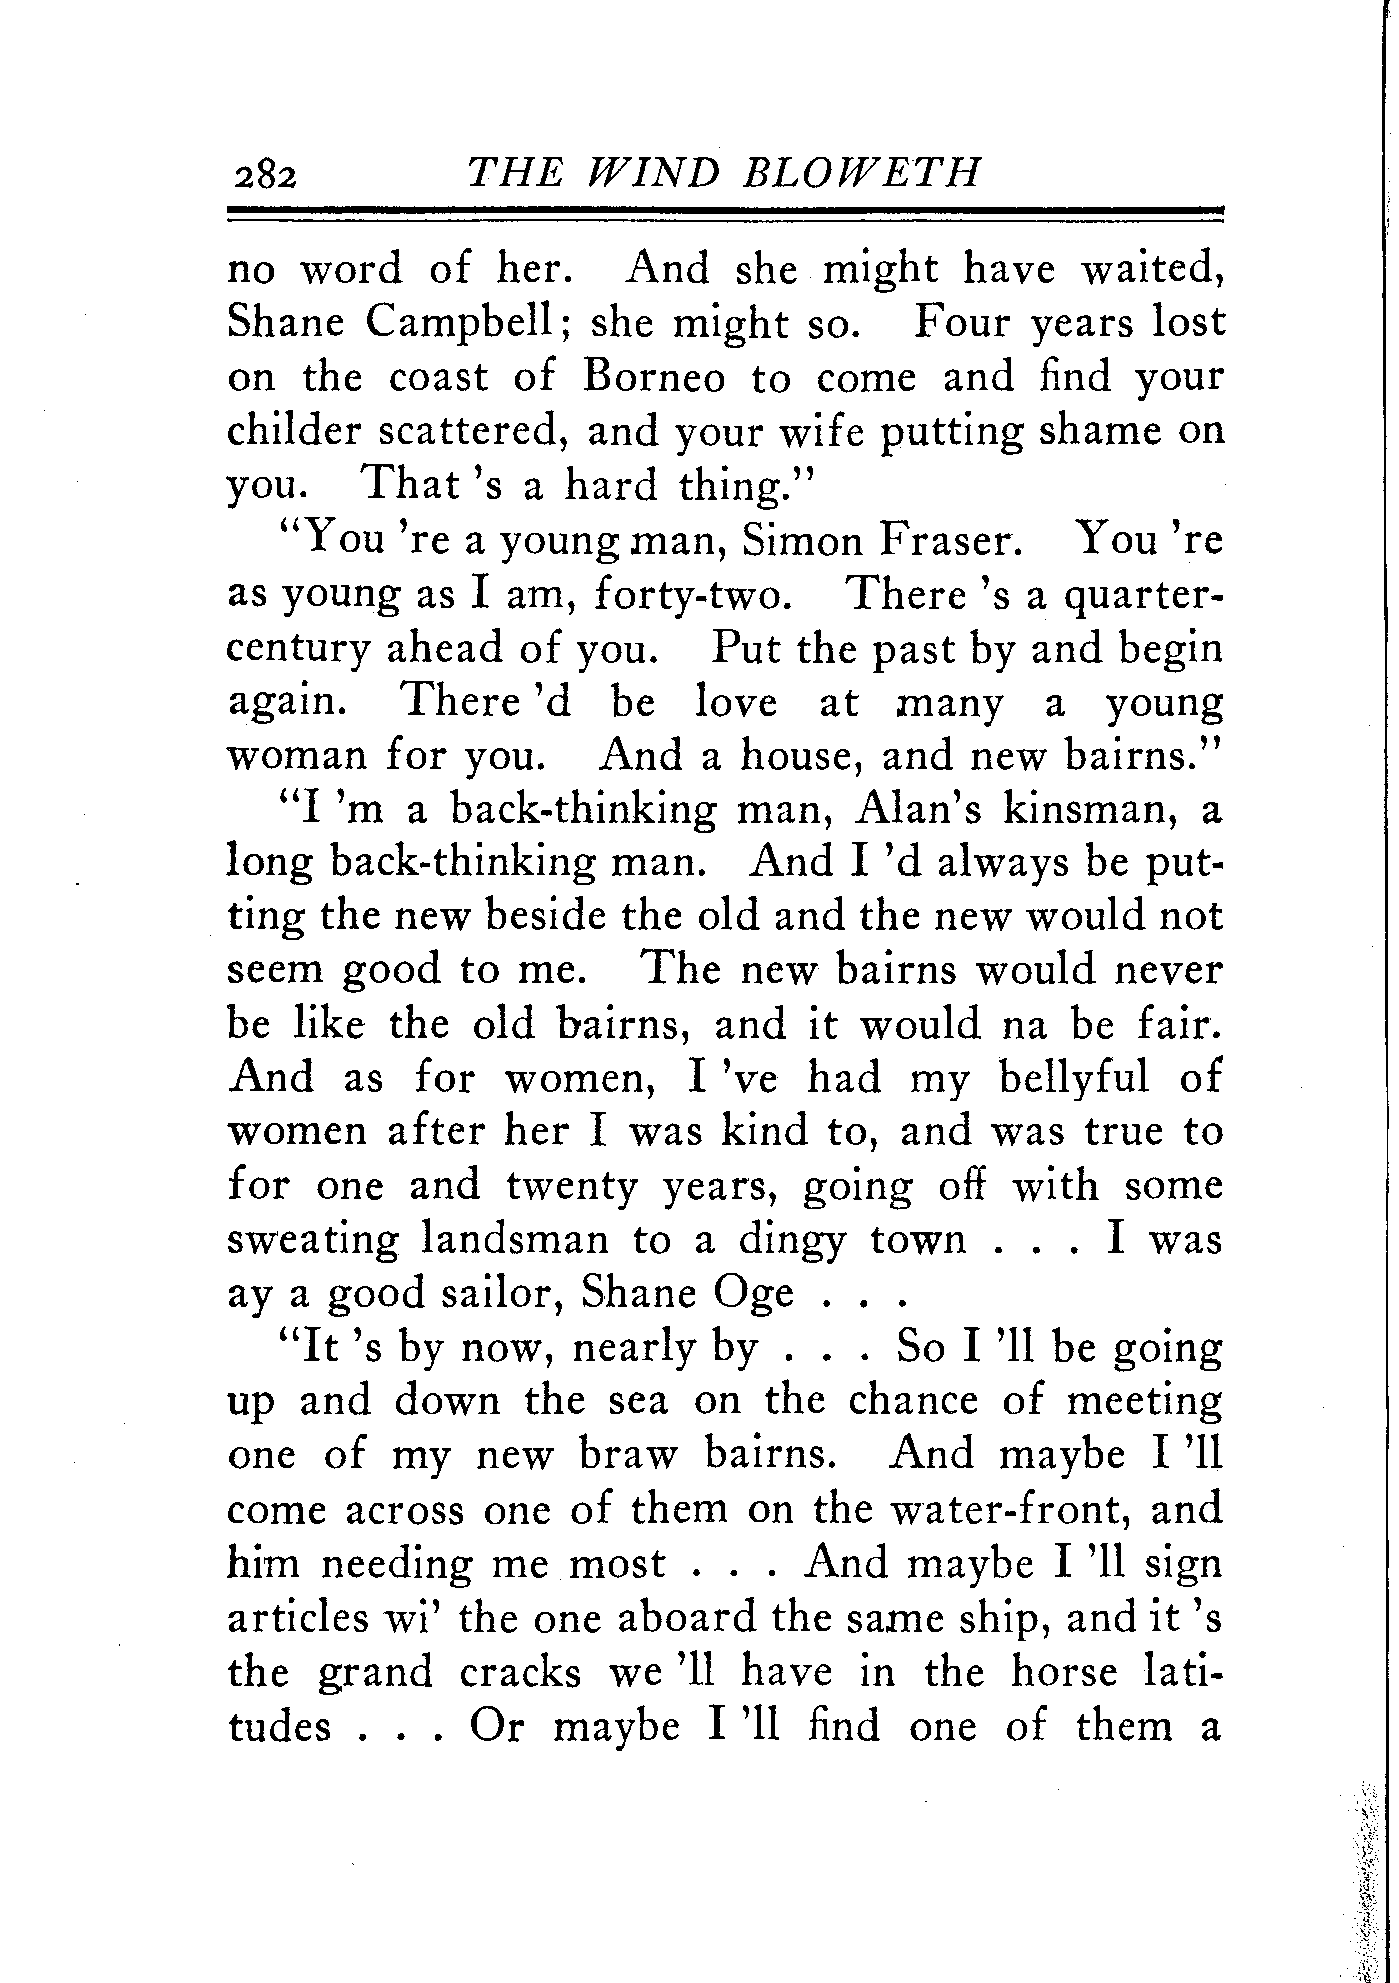 282 THE WIND BLOWETH
no word of her. And she might have waited,
Shane Campbell; she might so. Four years lost
on the coast of Borneo to come and find your
childer scattered, and your wife putting shame on
you. That 's a hard thing."
"You 're a young man, Simon Fraser. You 're
as young as I am, forty-two. There 's a quarter-
century ahead of you. Put the past by and begin
again. There 'd be love at many a young
woman for you. And a house, and new bairns."
"I 'm a back-thinking man, Alan's kinsman, a
long back-thinking man. And I 'd always be put-
ting the new beside the old and the new would not
seem good to me. The new bairns would never
be like the old bairns, and it would na be fair.
And as for women, I 've had my bellyful of
women after her I was kind to, and was true to
for one and twenty years, going off with some
sweating landsman to a dingy town . . . I was
ay a good sailor, Shane Oge . . .
"It 's by now, nearly by . . . So I 'll be going
up and down the sea on the chance of meeting
one of my new braw bairns. And maybe I 'll
come across one of them on the water-front, and
him needing me most . . . And maybe I 'll sign
articles wi' the one aboard the same ship, and it 's
the grand cracks we 'll have in the horse lati-
tudes . . . Or maybe I 'll find one of them a